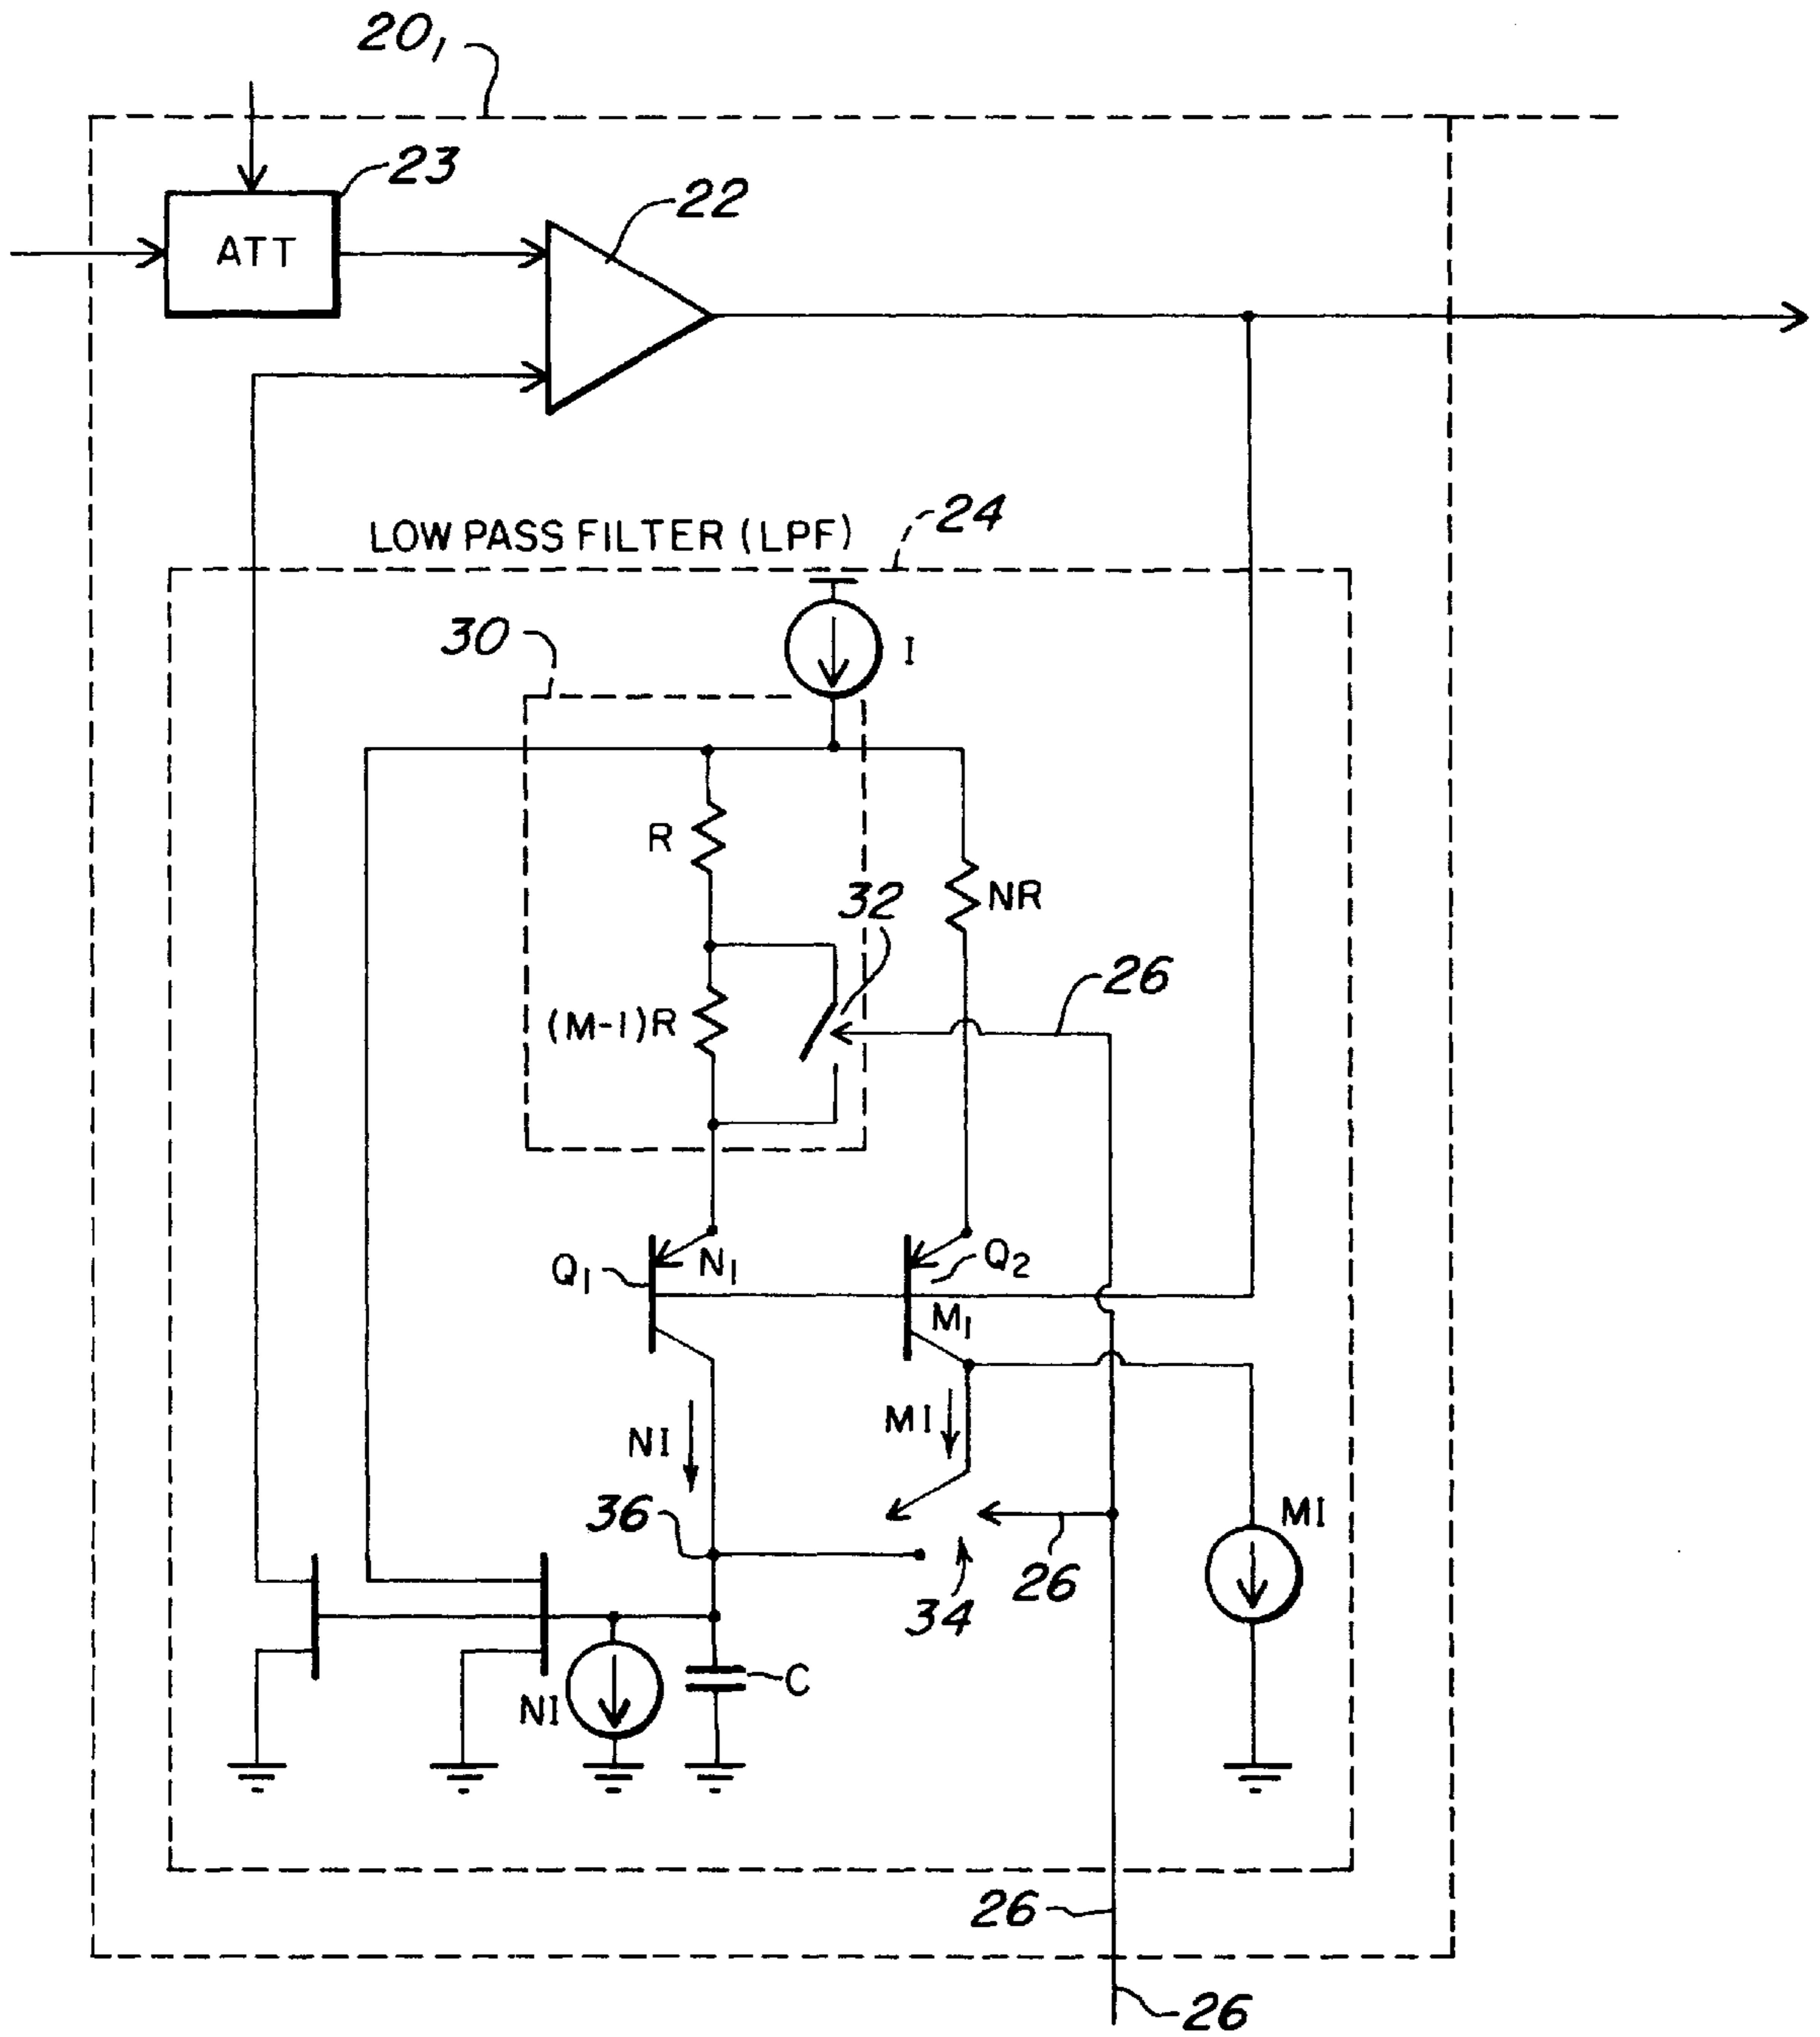 20₁
23
ATT
22
LOW PASS FILTER (LPF)
24
30
I
R
32
NR
(M-1)R
26
Q₁
N₁
Q₂
M₁
NI
MI
36
26
MI
34
NI
C
26
26